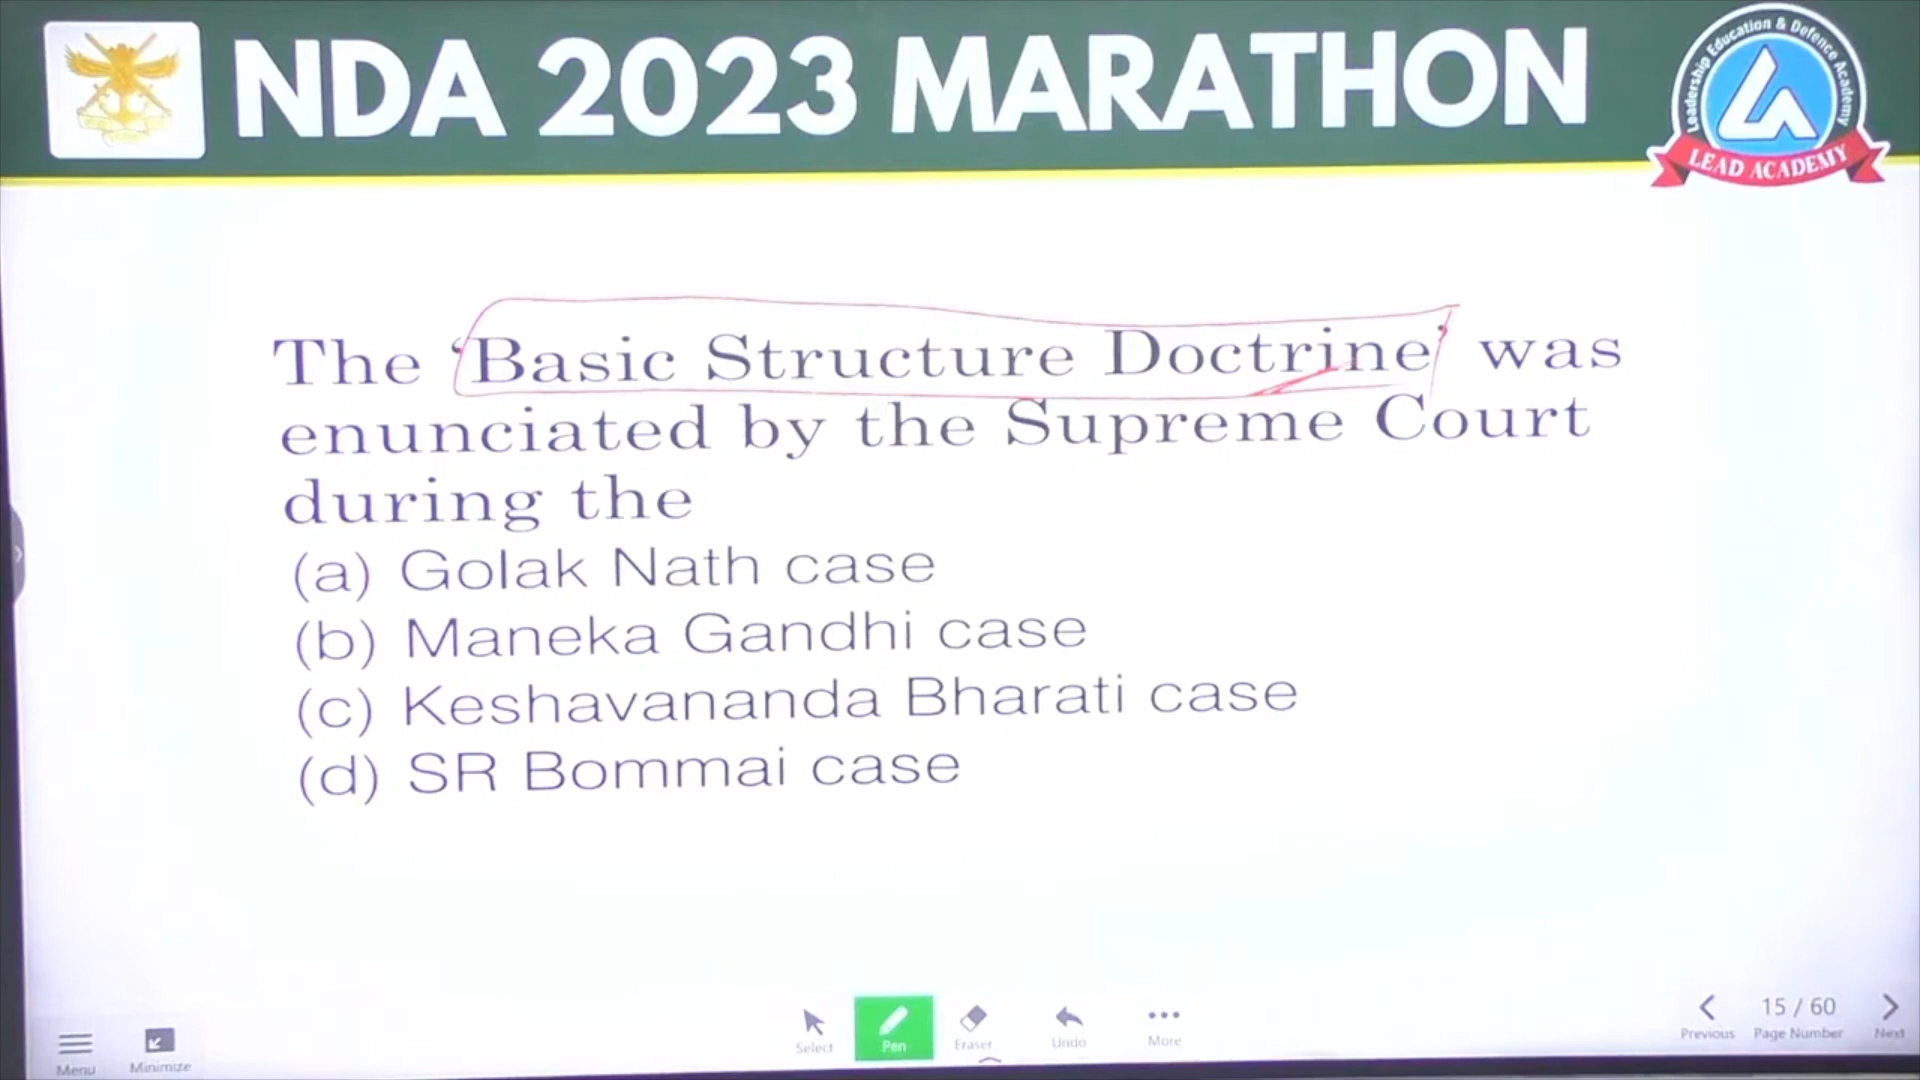 NDA 2023 MARATHON
Leadership Education & Defence Academy
LEAD ACADEMY
The ‘Basic Structure Doctrine’ was
enunciated by the Supreme Court
during the
(a) Golak Nath case
(b) Maneka Gandhi case
(c) Keshavananda Bharati case
(d) SR Bommai case
Menu
Minimize
Select
Pen
Eraser
Undo
More
Previous
15 / 60
Page Number
Next